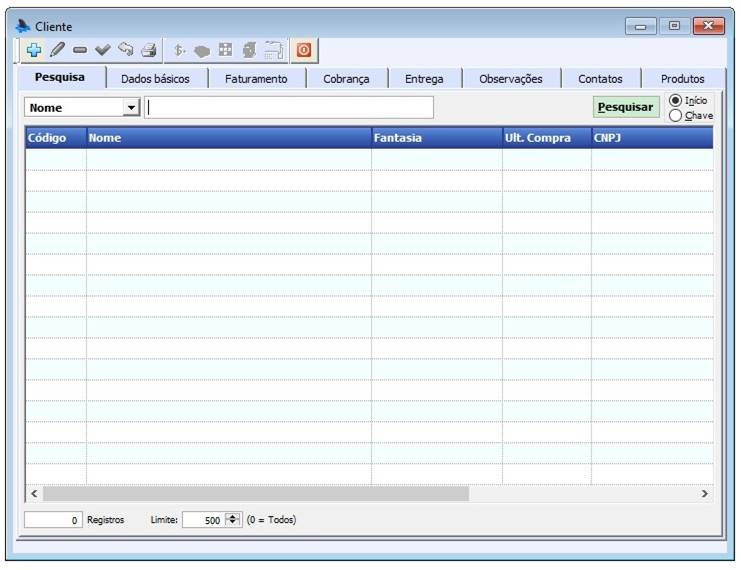 Cliente
Pesquisa Dados básicos Faturamento Cobrança Entrega Observações Contatos Produtos
Nome Pesquisar Início
Chave
Código Nome Fantasia Ult. Compra CNPJ
0 Registros Limite: 500 (0 = Todos)